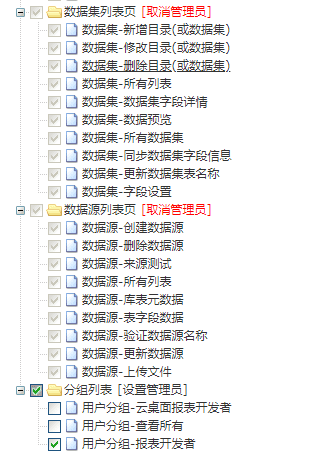 数据集列表页 [取消管理员]
数据集-新增目录(或数据集)
数据集-修改目录(或数据集)
数据集-删除目录(或数据集)
数据集-所有列表
数据集-数据集字段详情
数据集-数据预览
数据集-所有数据集
数据集-同步数据集字段信息
数据集-更新数据集表名称
数据集-字段设置
数据源列表页 [取消管理员]
数据源-创建数据源
数据源-删除数据源
数据源-来源测试
数据源-所有列表
数据源-库表元数据
数据源-表字段数据
数据源-验证数据源名称
数据源-更新数据源
数据源-上传文件
分组列表 [设置管理员]
用户分组-云桌面报表开发者
用户分组-查看所有
用户分组-报表开发者